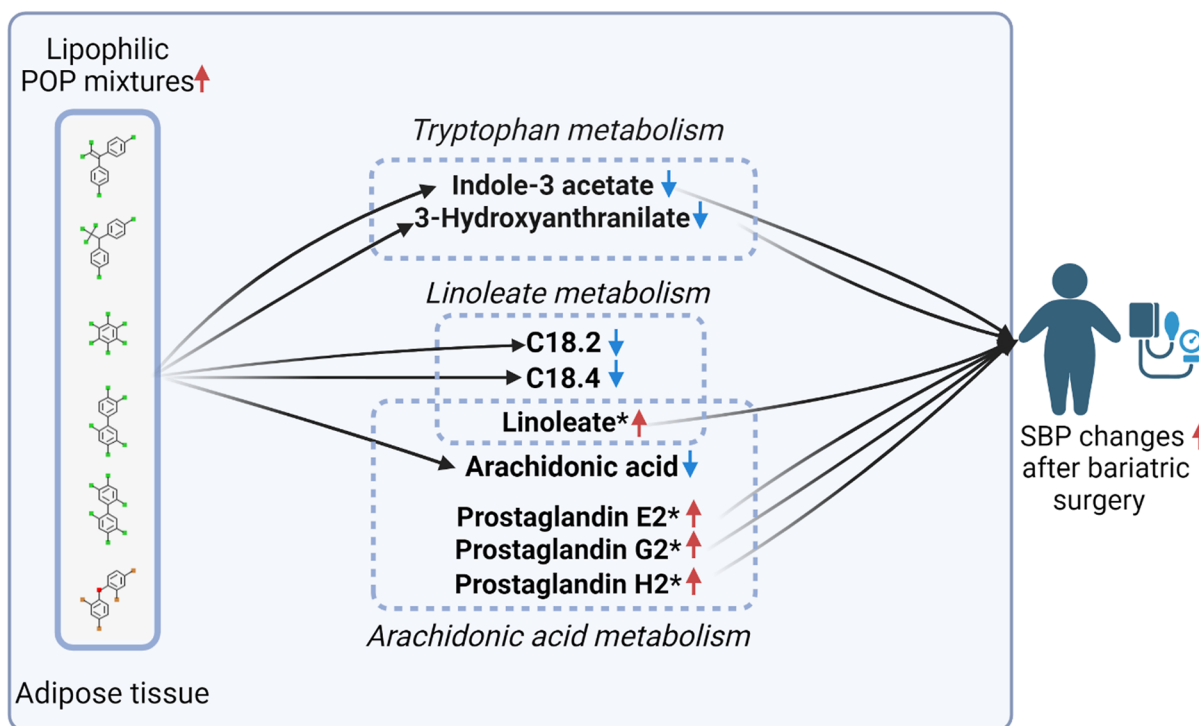 Lipophilic
POP mixtures
Tryptophan metabolism
Indole-3 acetate
3-Hydroxyanthranilate
Linoleate metabolism
C18.2
C18.4
Linoleate*
Arachidonic acid
Prostaglandin E2*
Prostaglandin G2*
Prostaglandin H2*
Arachidonic acid metabolism
Adipose tissue
SBP changes
after bariatric
surgery